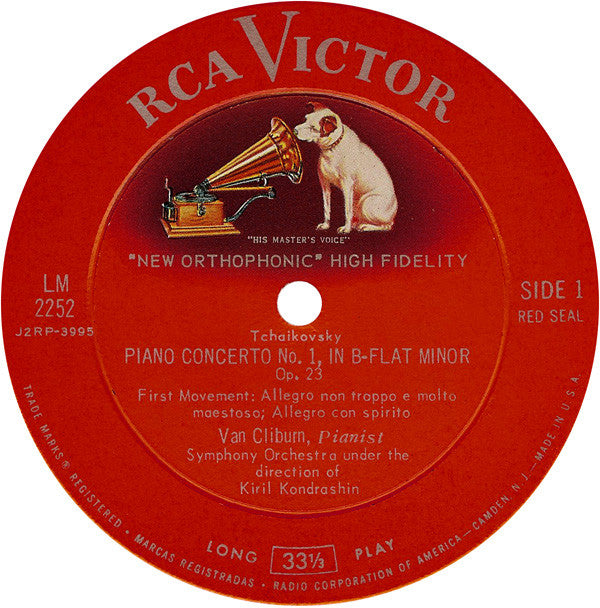 RCA VICTOR
"HIS MASTER'S VOICE"
"NEW ORTHOPHONIC" HIGH FIDELITY
LM
2252
J2RP-3995
SIDE 1
RED SEAL
Tchaikovsky
PIANO CONCERTO No. 1, IN B-FLAT MINOR
Op. 23
First Movement: Allegro non troppo e molto
maestoso; Allegro con spirito
Van Cliburn, Pianist
Symphony Orchestra under the
direction of
Kiril Kondrashin
LONG 33⅓ PLAY
TRADE MARKS ® REGISTERED • MARCAS REGISTRADAS • RADIO CORPORATION OF AMERICA—CAMDEN, N. J.—MADE IN U.S.A.